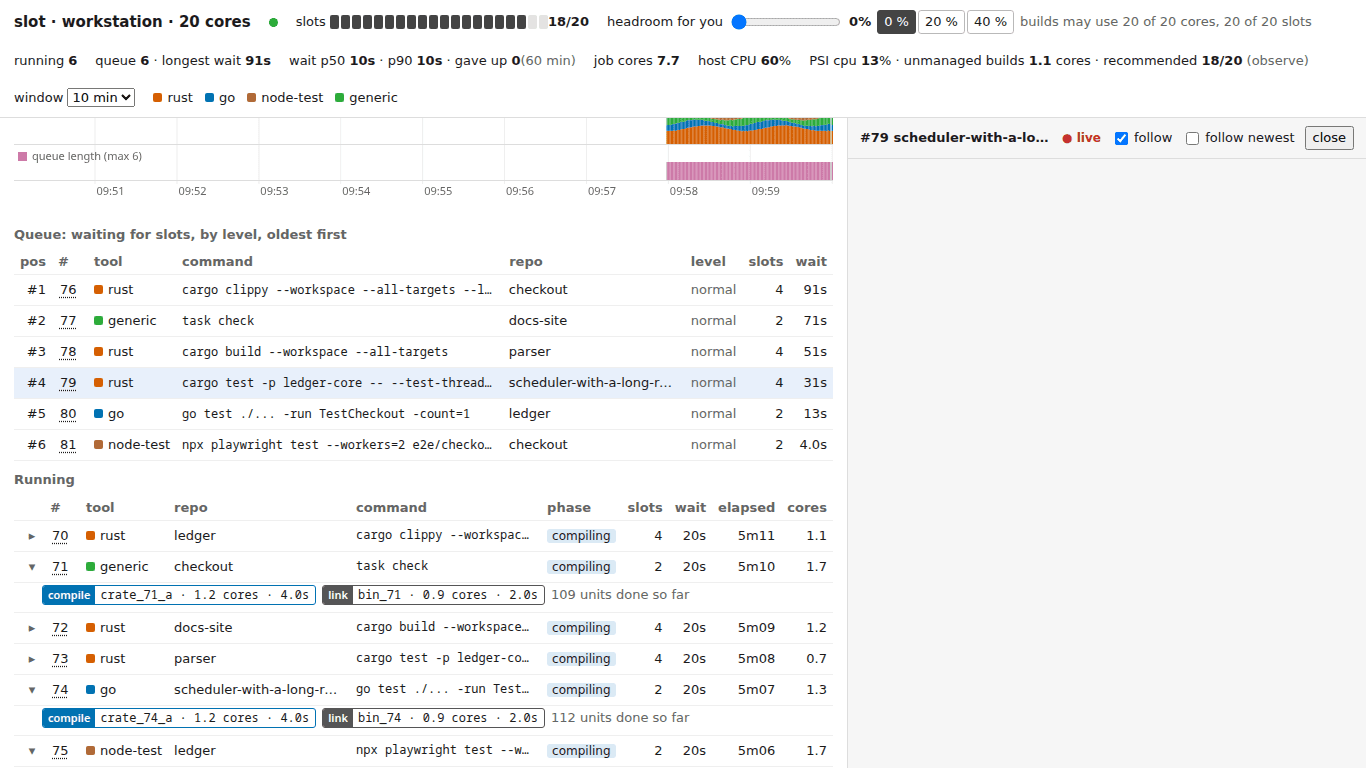 slot · workstation · 20 cores slots 18/20 headroom for you 0% 0 % 20 % 40 % builds may use 20 of 20 cores, 20 of 20 slots
running 6 queue 6 · longest wait 91s wait p50 10s · p90 10s · gave up 0(60 min) job cores 7.7 host CPU 60% PSI cpu 13% · unmanaged builds 1.1 cores · recommended 18/20 (observe)
window 10 min rust go node-test generic
queue length (max 6)
09:51 09:52 09:53 09:54 09:55 09:56 09:57 09:58 09:59
Queue: waiting for slots, by level, oldest first
pos # tool command repo level slots wait
#1 76 rust cargo clippy --workspace --all-targets --l… checkout normal 4 91s
#2 77 generic task check docs-site normal 2 71s
#3 78 rust cargo build --workspace --all-targets parser normal 4 51s
#4 79 rust cargo test -p ledger-core -- --test-thread… scheduler-with-a-long-r… normal 4 31s
#5 80 go go test ./... -run TestCheckout -count=1 ledger normal 2 13s
#6 81 node-test npx playwright test --workers=2 e2e/checko… checkout normal 2 4.0s
Running
# tool repo command phase slots wait elapsed cores
▸ 70 rust ledger cargo clippy --workspac… compiling 4 20s 5m11 1.1
▾ 71 generic checkout task check compiling 2 20s 5m10 1.7
compile crate_71_a · 1.2 cores · 4.0s link bin_71 · 0.9 cores · 2.0s 109 units done so far
▸ 72 rust docs-site cargo build --workspace… compiling 4 20s 5m09 1.2
▸ 73 rust parser cargo test -p ledger-co… compiling 4 20s 5m08 0.7
▾ 74 go scheduler-with-a-long-r… go test ./... -run Test… compiling 2 20s 5m07 1.3
compile crate_74_a · 1.2 cores · 4.0s link bin_74 · 0.9 cores · 2.0s 112 units done so far
▾ 75 node-test ledger npx playwright test --w… compiling 2 20s 5m06 1.7
#79 scheduler-with-a-lo… ● live follow follow newest close